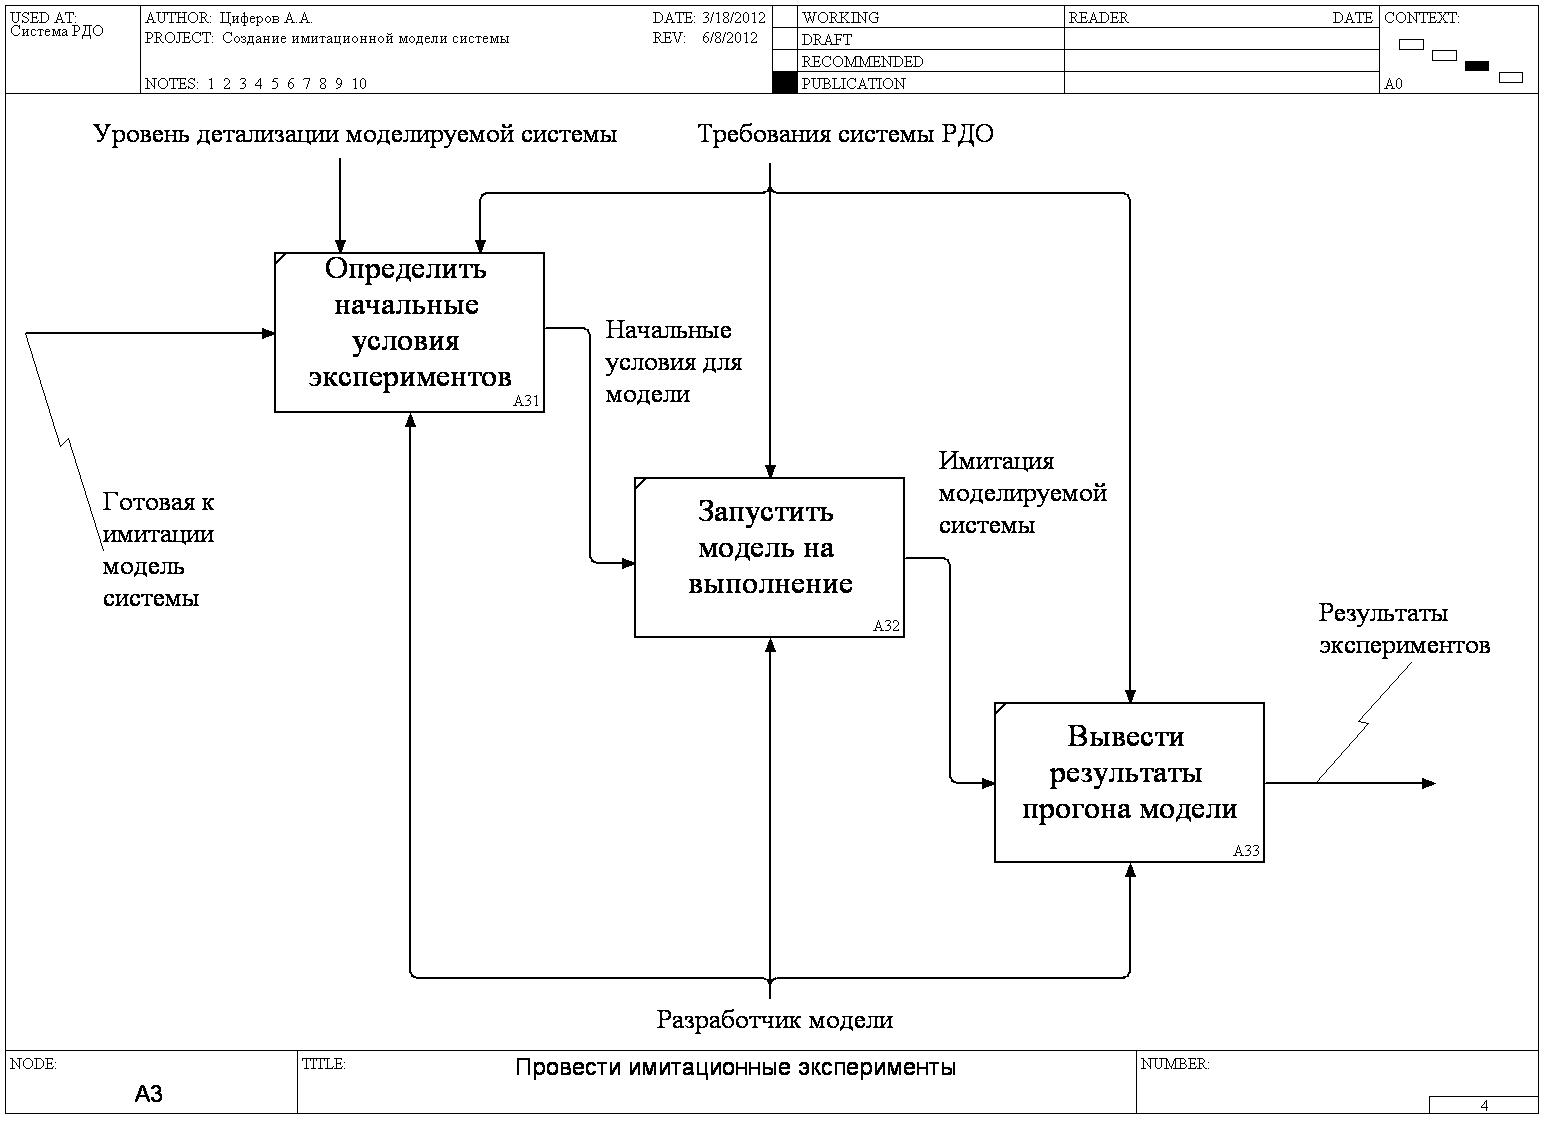 USED AT:
Система РДО
AUTHOR: Циферов А.А.
DATE: 3/18/2012
PROJECT: Создание имитационной модели системы
REV: 6/8/2012
NOTES: 1 2 3 4 5 6 7 8 9 10
WORKING
DRAFT
RECOMMENDED
PUBLICATION
READER
DATE
CONTEXT:
A0
Уровень детализации моделируемой системы
Требования системы РДО
Определить
начальные
условия
экспериментов
A31
Начальные
условия для
модели
Готовая к
имитации
модель
системы
Запустить
модель на
выполнение
A32
Имитация
моделируемой
системы
Результаты
экспериментов
Вывести
результаты
прогона модели
A33
Разработчик модели
NODE:
A3
TITLE:
Провести имитационные эксперименты
NUMBER:
4